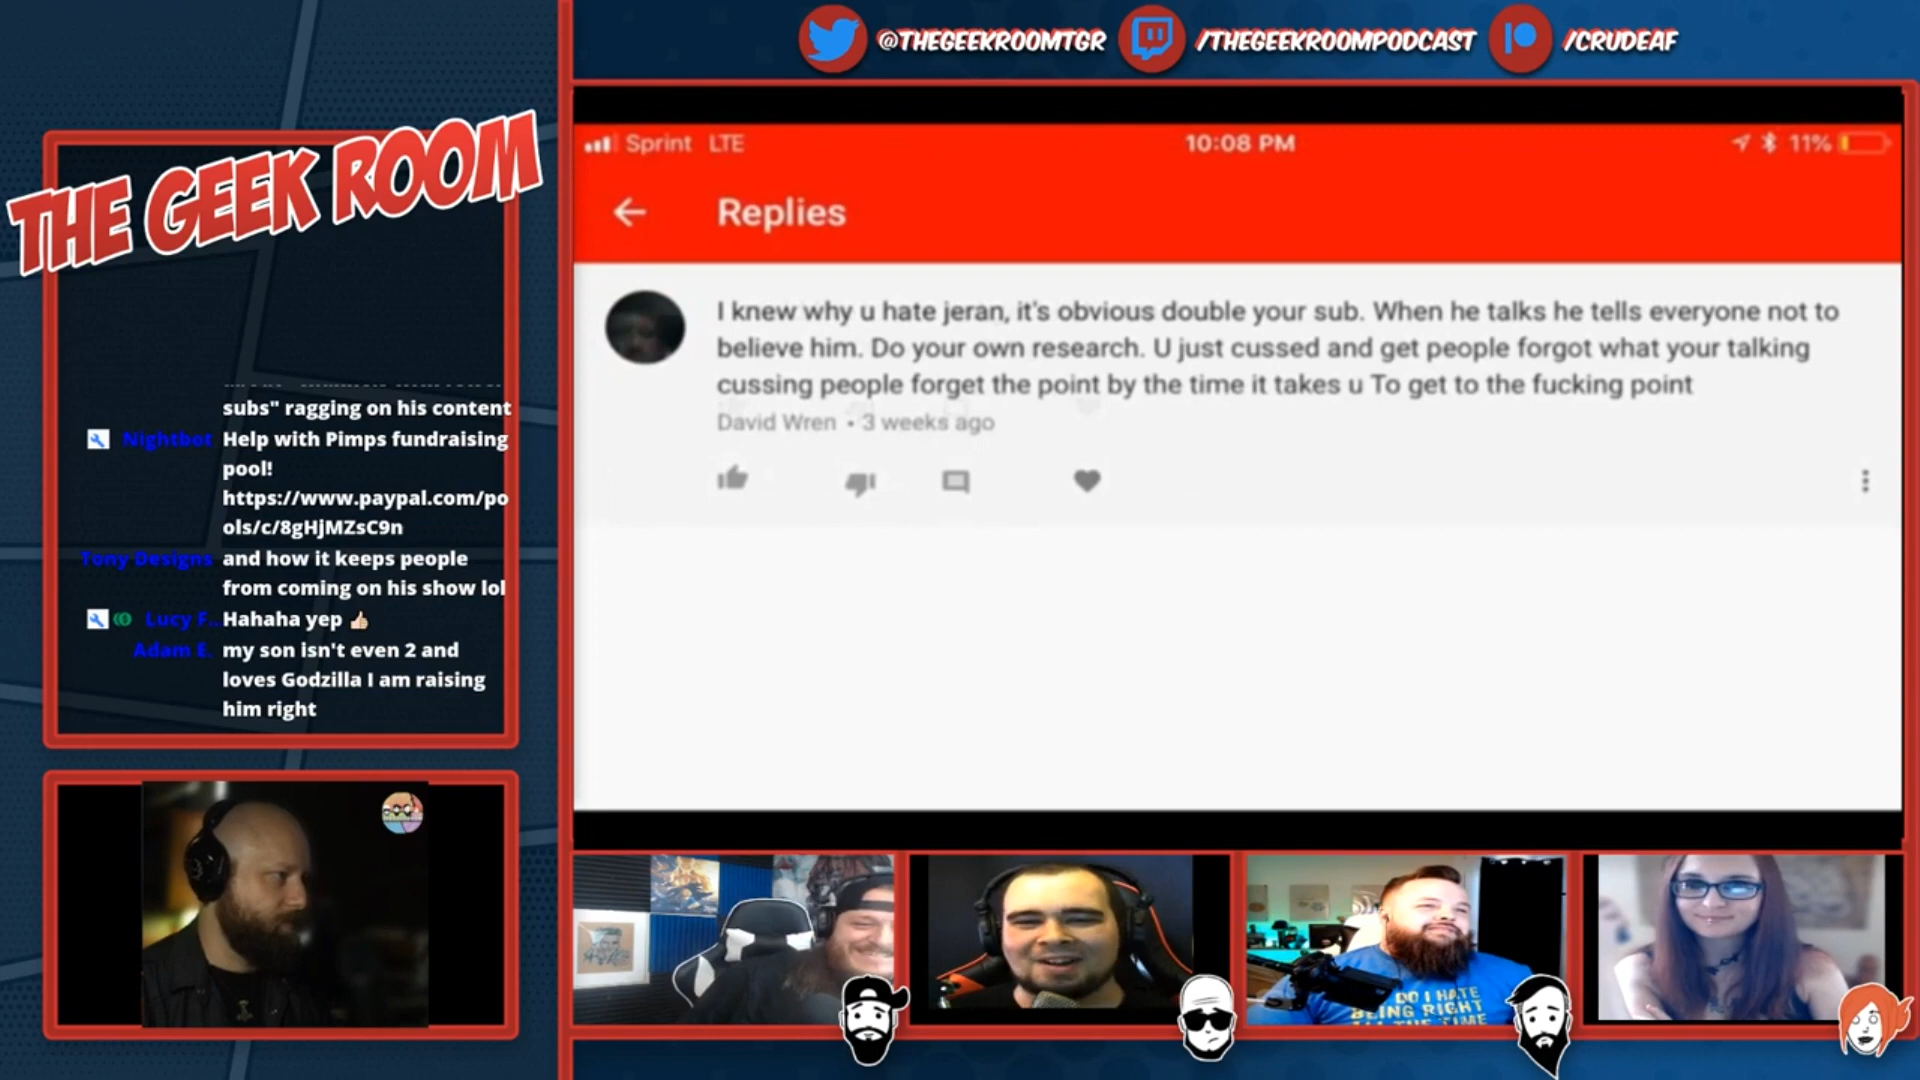 @THEGEEKROOMTGR
/THEGEEKROOMPODCAST
/CRUDEAF
THE GEEK ROOM
subs" ragging on his content
Nightbot Help with Pimps fundraising
pool!
https://www.paypal.com/po
ols/c/8gHjMZsC9n
Tony Designs and how it keeps people
from coming on his show lol
Lucy F... Hahaha yep 👍🏻
Adam E. my son isn't even 2 and
loves Godzilla I am raising
him right
Sprint LTE
10:08 PM
11%
Replies
I knew why u hate jeran, it's obvious double your sub. When he talks he tells everyone not to
believe him. Do your own research. U just cussed and get people forgot what your talking
cussing people forget the point by the time it takes u To get to the fucking point
David Wren • 3 weeks ago
DO I HATE
BEING RIGHT
ALL THE TIME